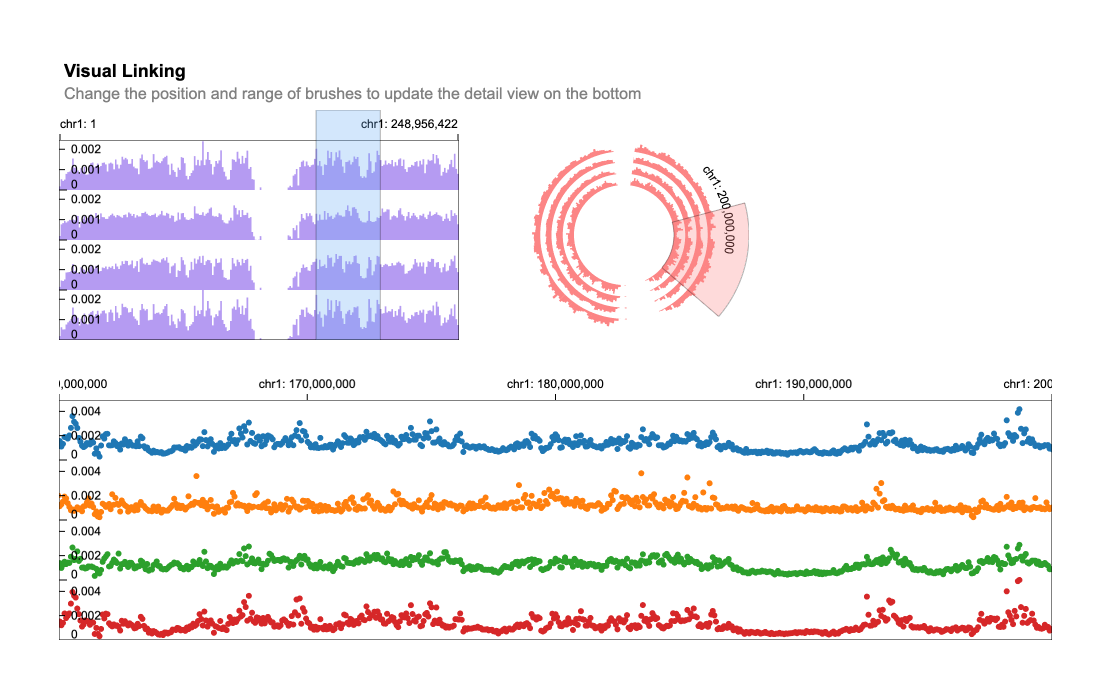 Visual Linking
Change the position and range of brushes to update the detail view on the bottom
chr1: 1
chr1: 248,956,422
0.002
0.001
0
0.002
0.001
0
0.002
0.001
0
0.002
0.001
0
chr1: 200,000,000
),000,000
chr1: 170,000,000
chr1: 180,000,000
chr1: 190,000,000
chr1: 200
0.004
0.002
0
0.004
0.002
0
0.004
0.002
0
0.004
0.002
0